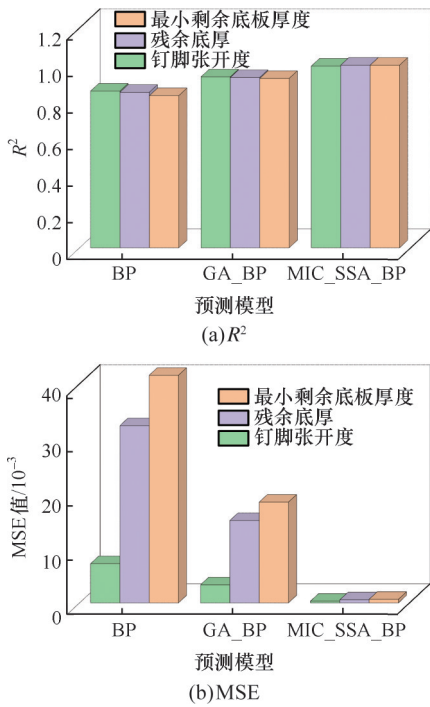 1.2
1.0
0.8
0.6
0.4
0.2
0
R²
最小剩余底板厚度
残余底厚
钉脚张开度
BP
GA_BP
MIC_SSA_BP
预测模型
(a)R²
40
30
20
10
0
MSE值/10⁻³
最小剩余底板厚度
残余底厚
钉脚张开度
BP
GA_BP
MIC_SSA_BP
预测模型
(b)MSE